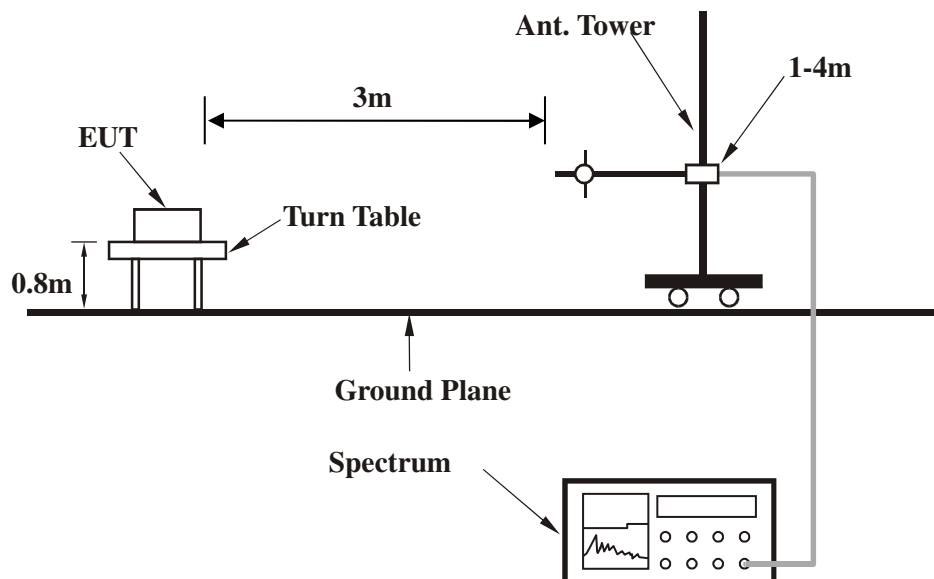 Ant. Tower
1-4m
3m
EUT
Turn Table
0.8m
Ground Plane
Spectrum